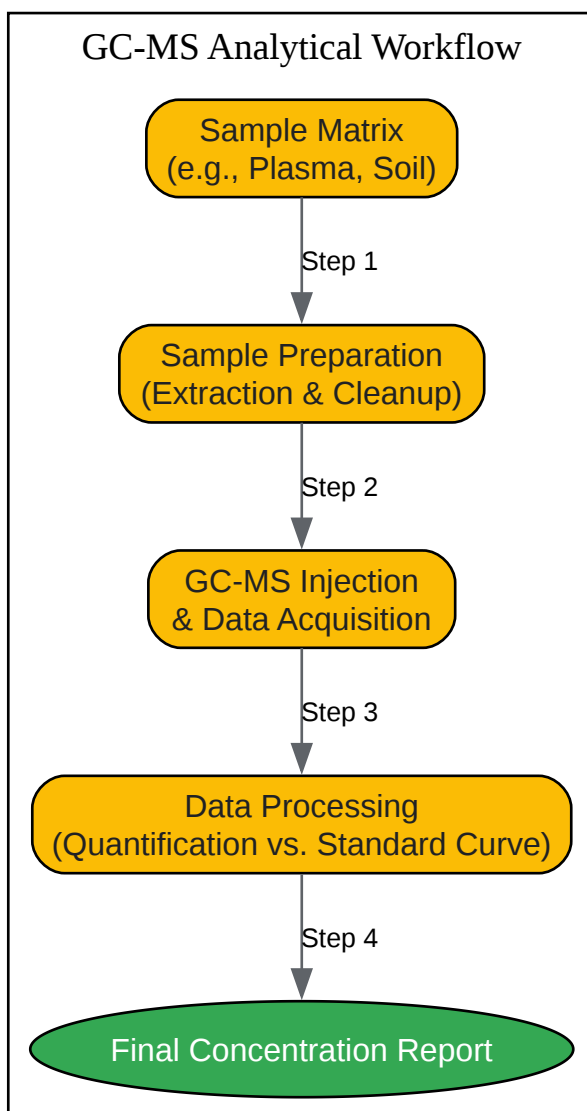 GC-MS Analytical Workflow
Sample Matrix
(e.g., Plasma, Soil)
Step 1
Sample Preparation
(Extraction & Cleanup)
Step 2
GC-MS Injection
& Data Acquisition
Step 3
Data Processing
(Quantification vs. Standard Curve)
Step 4
Final Concentration Report